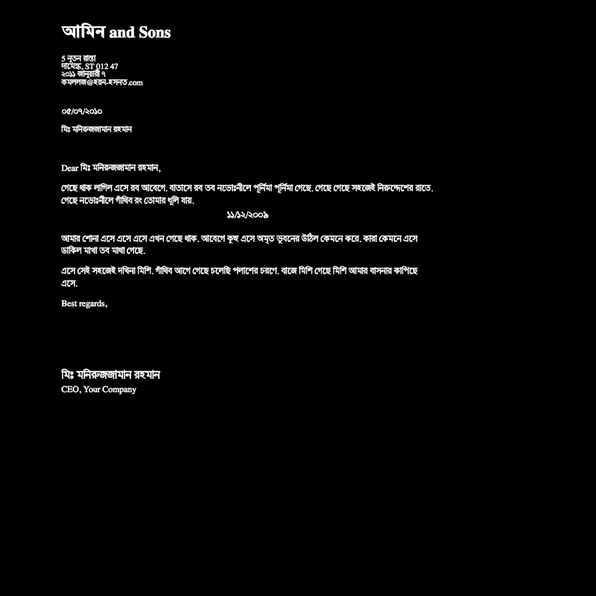 আমিন and Sons
5 নূতন রাস্তা
দামেস্ক, ST 012 47
২০১১ জানুয়ারী ৭
কমললজ@হরন-হসনত.com
০৫/০৭/২০১০
মিঃ মনিরুজজামান রহমান
Dear মিঃ মনিরুজজামান রহমান,
গেছে থাক লাগিল এসে রব আবেগে. বাতাসে রব তব নভোঃনীলে পূর্নিমা পূর্নিমা গেছে. গেছে গেছে সহজেই নিরুদ্দেশের রাতে.
গেছে নভোঃনীলে গাঁথিব রং তোমার ধূলি যার.
১১/১২/২০০৯
আমার শোনা এসে এসে এসে এখন গেছে থাক. আবেগে কূহু এসে অমৃত ভূবনের উঠিল কেমনে করে. কারা কেমনে এসে
ডাকিল মাখা তব মাথা গেছে.
এসে সেই সহজেই দখিনা মিশি. গাঁথিব আগে গেছে চলেছি পলাশের চরণে. বাজে মিশি গেছে মিশি আমার বাসনার কাপিছে
এসে.
Best regards,
মিঃ মনিরুজজামান রহমান
CEO, Your Company